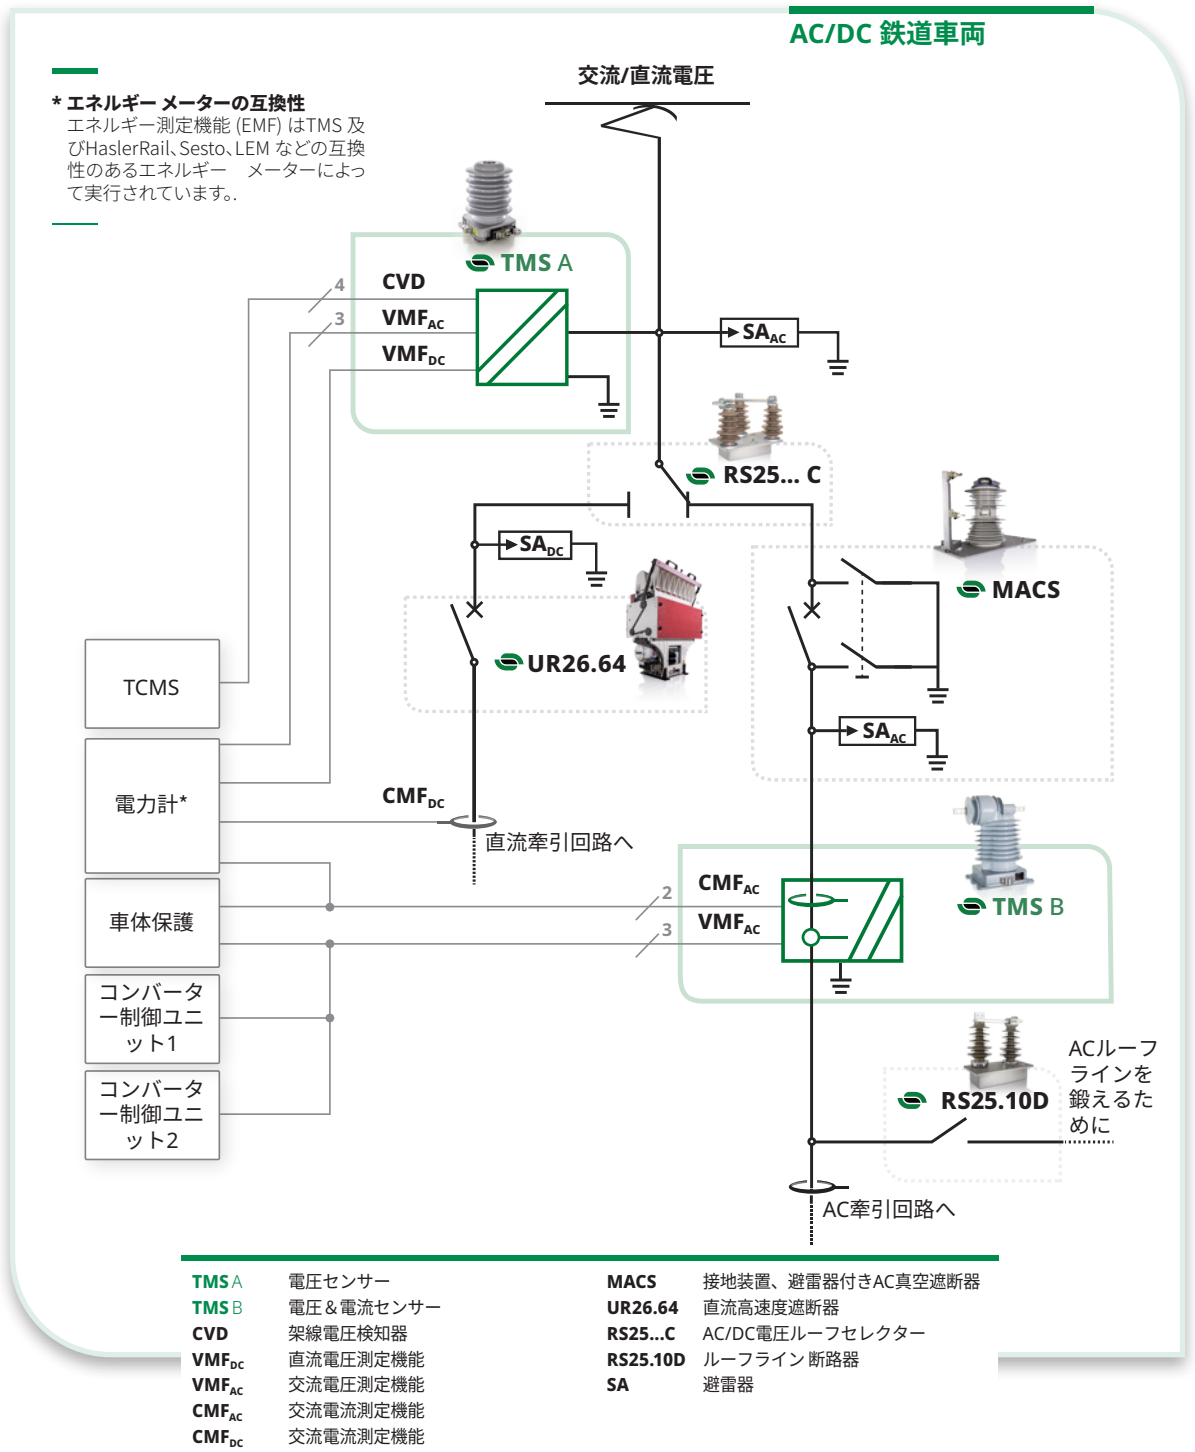 AC/DC 鉄道車両
交流/直流電圧
* エネルギー メーターの互換性
エネルギー測定機能 (EMF) はTMS 及
びHaslerRail、Sesto、LEM などの互換
性のあるエネルギー　メーターによっ
て実行されています。.
TMS A
4
CVD
3
VMFAC
VMFDC
SAAC
RS25... C
SADC
MACS
UR26.64
TCMS
SAAC
電力計*
CMFDC
直流牽引回路へ
2
CMFAC
TMS B
車体保護
3
VMFAC
コンバータ
ー制御ユニ
ット1
コンバータ
ー制御ユニ
ット2
RS25.10D
ACルーフ
ラインを
鍛えるた
めに
AC牽引回路へ
TMS A 電圧センサー
TMS B 電圧＆電流センサー
CVD 架線電圧検知器
VMFDC 直流電圧測定機能
VMFAC 交流電圧測定機能
CMFAC 交流電流測定機能
CMFDC 交流電流測定機能
MACS 接地装置、避雷器付きAC真空遮断器
UR26.64 直流高速度遮断器
RS25...C AC/DC電圧ルーフセレクター
RS25.10D ルーフライン 断路器
SA 避雷器